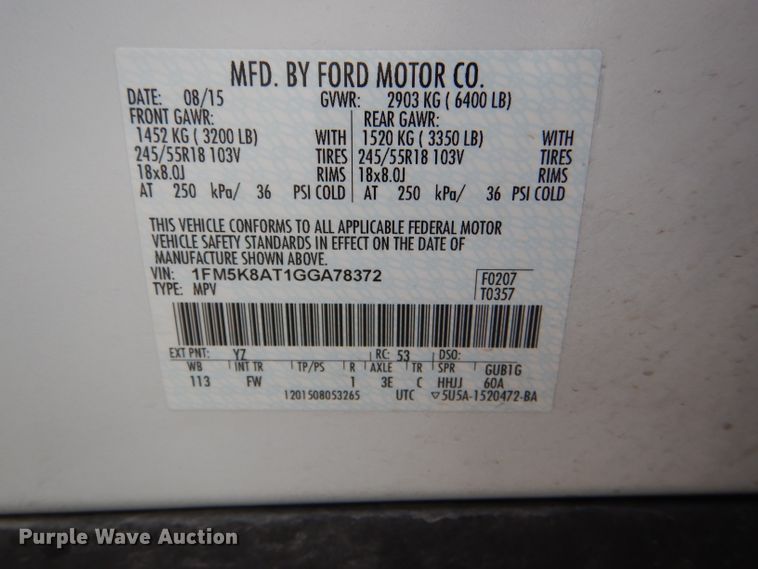 MFD. BY FORD MOTOR CO.
DATE: 08/15 GVWR: 2903 KG ( 6400 LB)
FRONT GAWR: REAR GAWR:
1452 KG ( 3200 LB) WITH 1520 KG ( 3350 LB) WITH
245/55R18 103V TIRES 245/55R18 103V TIRES
18x8.0J RIMS 18x8.0J RIMS
AT 250 kPa/ 36 PSI COLD AT 250 kPa/ 36 PSI COLD
THIS VEHICLE CONFORMS TO ALL APPLICABLE FEDERAL MOTOR
VEHICLE SAFETY STANDARDS IN EFFECT ON THE DATE OF
MANUFACTURE SHOWN ABOVE.
VIN: 1FM5K8AT1GGA78372 F0207
TYPE: MPV T0357
EXT PNT: YZ RC: 53 DSO:
WB INT TR TP/PS R AXLE TR SPR GUB1G
113 FW 1 3E C HHJJ 60A
1201508053265 UTC ▽5U5A-1520472-BA
Purple Wave Auction